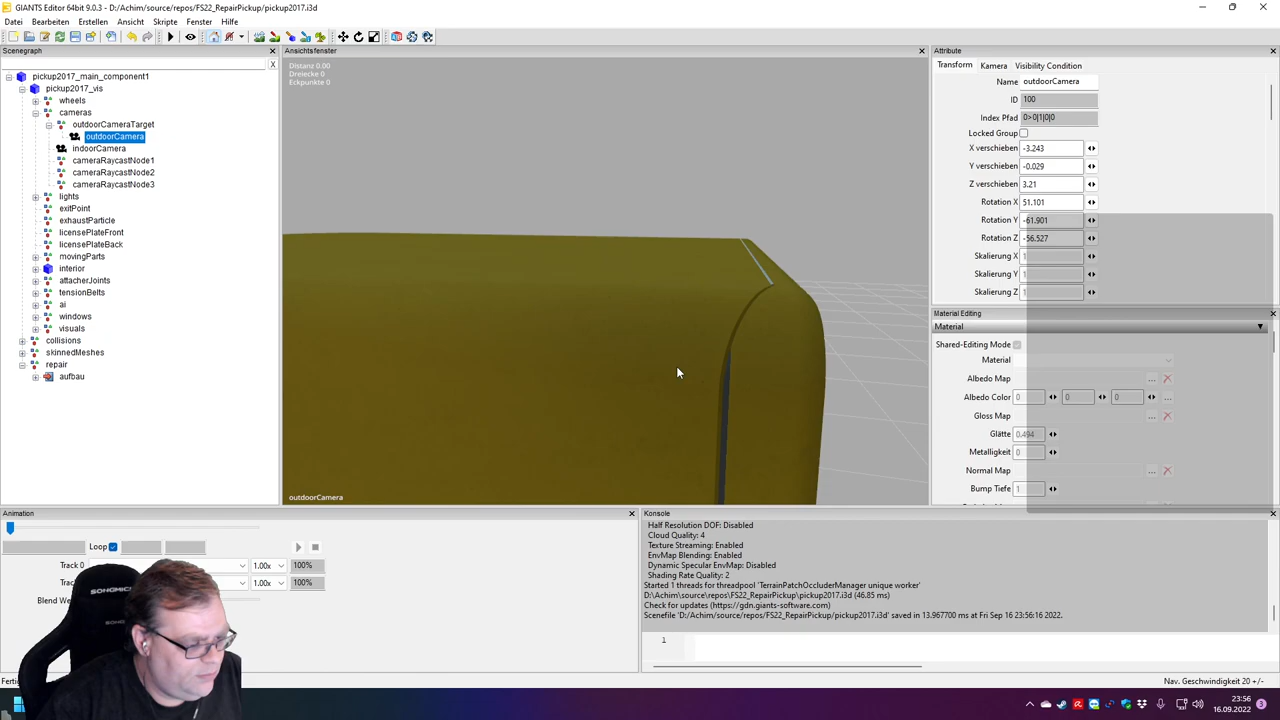 GIANTS Editor 64bit 9.0.3 - D:/Achim/source/repos/FS22_RepairPickup/pickup2017.i3d
Datei Bearbeiten Erstellen Ansicht Skripte Fenster Hilfe
Scenegraph
X
pickup2017_main_component1
pickup2017_vis
wheels
cameras
outdoorCameraTarget
outdoorCamera
indoorCamera
cameraRaycastNode1
cameraRaycastNode2
cameraRaycastNode3
lights
exitPoint
exhaustParticle
licensePlateFront
licensePlateBack
movingParts
interior
attacherJoints
tensionBelts
ai
windows
visuals
collisions
skinnedMeshes
repair
aufbau
Ansichtsfenster
Distanz 0.00
Dreiecke 0
Eckpunkte 0
outdoorCamera
Attribute
Transform Kamera Visibility Condition
Name outdoorCamera
ID 100
Index Pfad 0>0|1|0|0
Locked Group
X verschieben -3.243
Y verschieben -0.029
Z verschieben 3.21
Rotation X 51.101
Rotation Y -61.901
Rotation Z -56.527
Skalierung X 1
Skalierung Y 1
Skalierung Z 1
Material Editing
Material
Shared-Editing Mode
Material
Albedo Map ...
Albedo Color 0 0 0 ...
Gloss Map ...
Glätte 0.494
Metalligkeit 0
Normal Map ...
Bump Tiefe 1
Animation
Loop
Track 0 1.00x 100%
Trac 1.00x 100%
Blend We
Konsole
Half Resolution DOF: Disabled
Cloud Quality: 4
Texture Streaming: Enabled
EnvMap Blending: Enabled
Dynamic Specular EnvMap: Disabled
Shading Rate Quality: 2
Started 1 threads for threadpool 'TerrainPatchOccluderManager unique worker'
D:\Achim\source\repos\FS22_RepairPickup\pickup2017.i3d (46.85 ms)
Check for updates (https://gdn.giants-software.com)
Scenefile 'D:/Achim/source/repos/FS22_RepairPickup/pickup2017.i3d' saved in 13.967700 ms at Fri Sep 16 23:56:16 2022.
1
Fertig
Nav. Geschwindigkeit 20 +/-
SONGMICS
23:56
16.09.2022